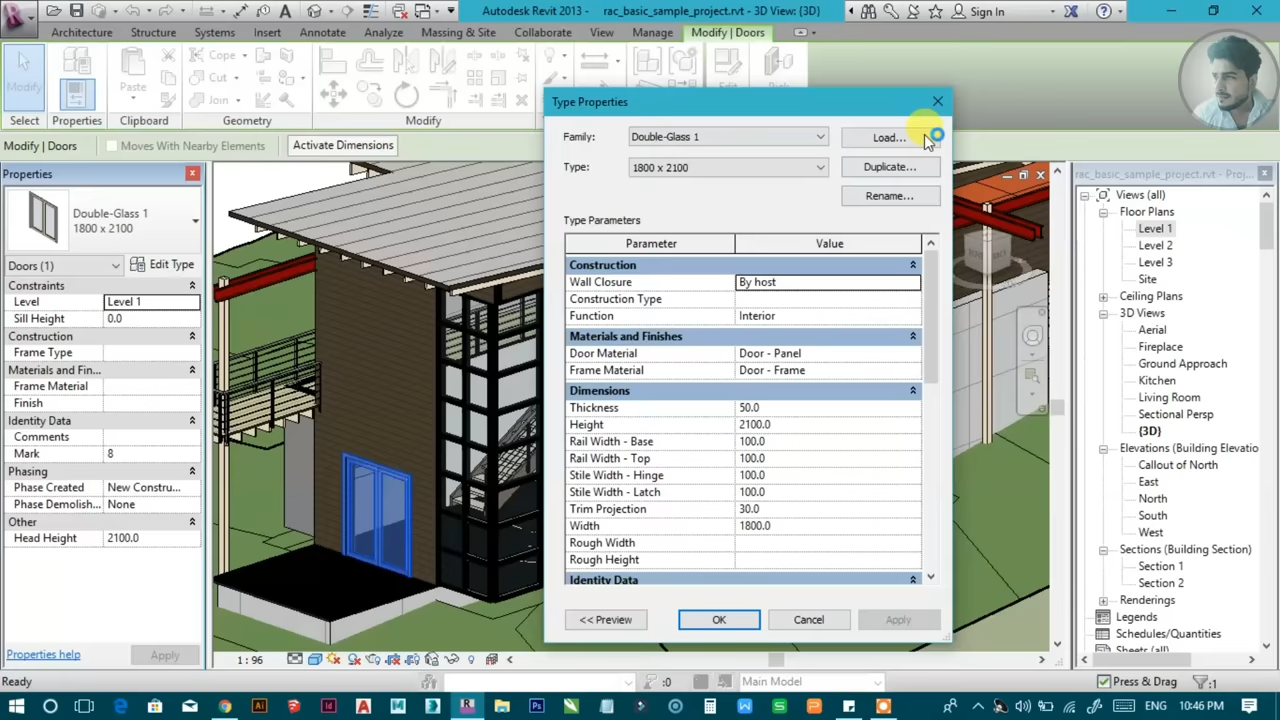 Autodesk Revit 2013 - rac_basic_sample_project.rvt - 3D View: {3D}
Sign In
Architecture Structure Systems Insert Annotate Analyze Massing & Site Collaborate View Manage Modify | Doors
Modify
Paste
Cope
Cut
Join
Select Properties Clipboard Geometry Modify
Modify | Doors
Moves With Nearby Elements
Activate Dimensions
Properties
Double-Glass 1
1800 x 2100
Doors (1)
Edit Type
Constraints
Level Level 1
Sill Height 0.0
Construction
Frame Type
Materials and Fin...
Frame Material
Finish
Identity Data
Comments
Mark 8
Phasing
Phase Created New Constru...
Phase Demolish... None
Other
Head Height 2100.0
Properties help
Apply
Type Properties
Family: Double-Glass 1 Load...
Type: 1800 x 2100 Duplicate...
Rename...
Type Parameters
Parameter Value
Construction
Wall Closure By host
Construction Type
Function Interior
Materials and Finishes
Door Material Door - Panel
Frame Material Door - Frame
Dimensions
Thickness 50.0
Height 2100.0
Rail Width - Base 100.0
Rail Width - Top 100.0
Stile Width - Hinge 100.0
Stile Width - Latch 100.0
Trim Projection 30.0
Width 1800.0
Rough Width
Rough Height
Identity Data
<< Preview OK Cancel Apply
rac_basic_sample_project.rvt - Proj...
Views (all)
Floor Plans
Level 1
Level 2
Level 3
Site
Ceiling Plans
3D Views
Aerial
Fireplace
Ground Approach
Kitchen
Living Room
Sectional Persp
{3D}
Elevations (Building Elevatio
Callout of North
East
North
South
West
Sections (Building Section)
Section 1
Section 2
Renderings
Legends
Schedules/Quantities
Sheets (all)
1 : 96
Ready
:0
Main Model
Press & Drag
:1
10:46 PM